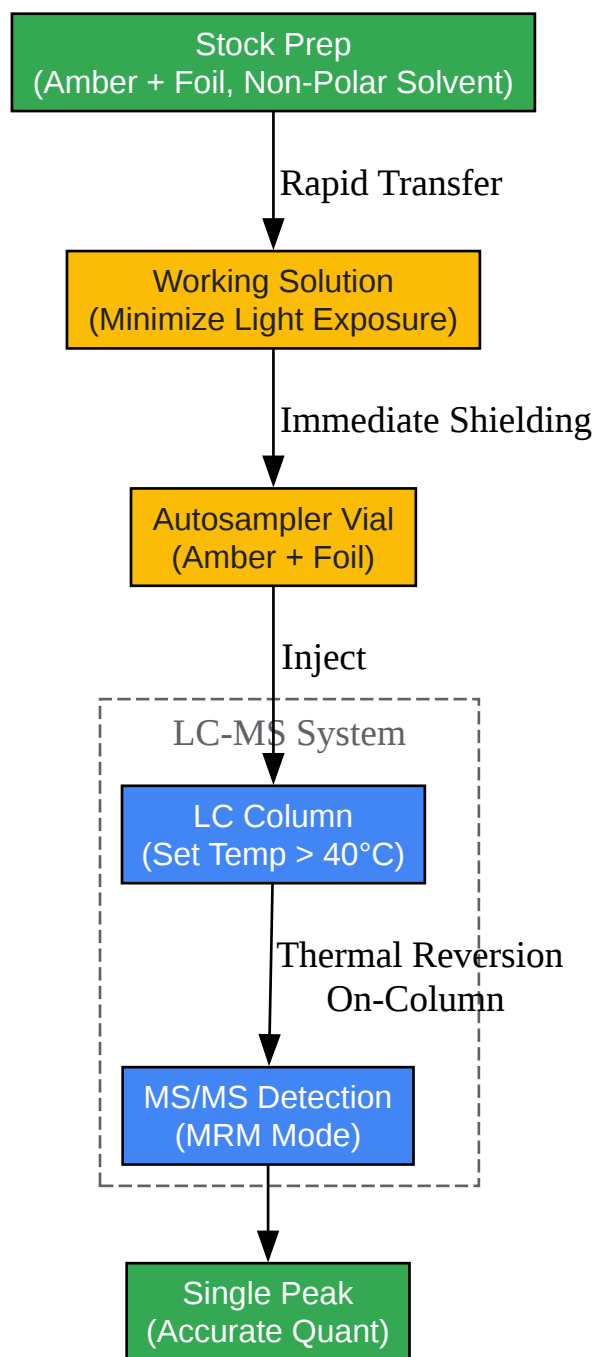 Stock Prep
(Amber + Foil, Non-Polar Solvent)
Rapid Transfer
Working Solution
(Minimize Light Exposure)
Immediate Shielding
Autosampler Vial
(Amber + Foil)
Inject
LC-MS System
LC Column
(Set Temp > 40°C)
Thermal Reversion
On-Column
MS/MS Detection
(MRM Mode)
Single Peak
(Accurate Quant)